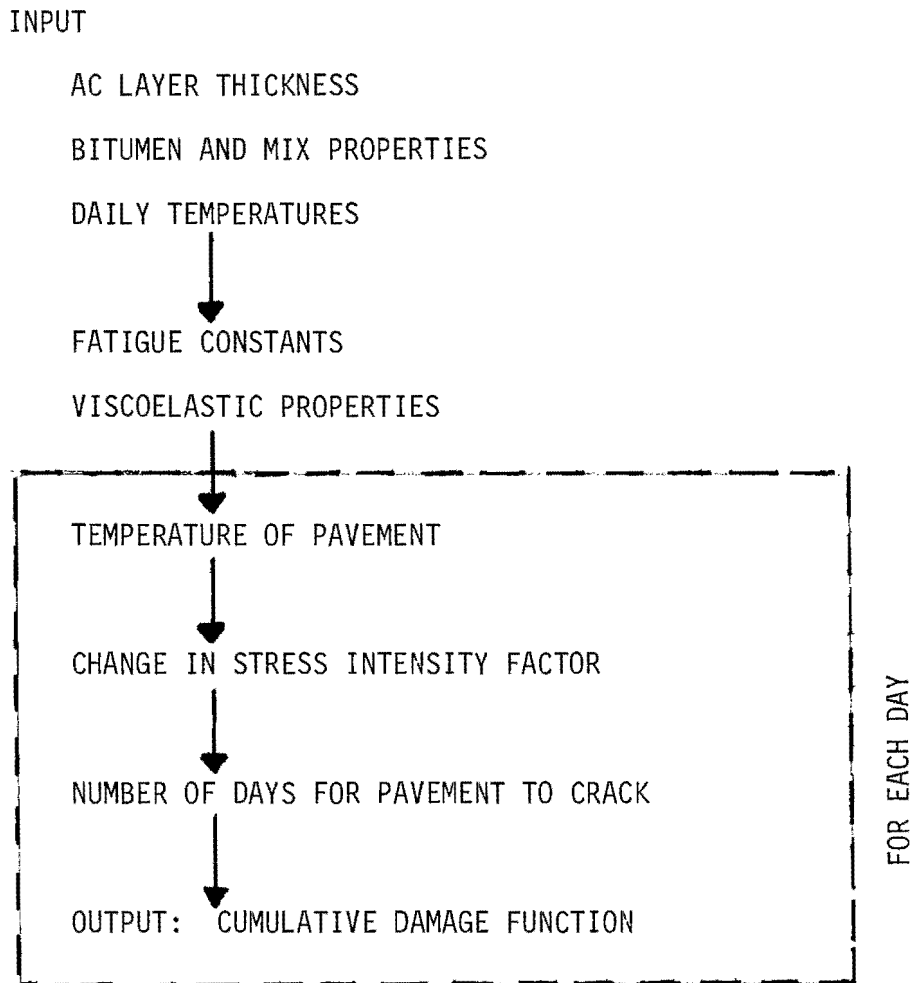 INPUT
AC LAYER THICKNESS
BITUMEN AND MIX PROPERTIES
DAILY TEMPERATURES
FATIGUE CONSTANTS
VISCOELASTIC PROPERTIES
TEMPERATURE OF PAVEMENT
CHANGE IN STRESS INTENSITY FACTOR
NUMBER OF DAYS FOR PAVEMENT TO CRACK
OUTPUT: CUMULATIVE DAMAGE FUNCTION
FOR EACH DAY